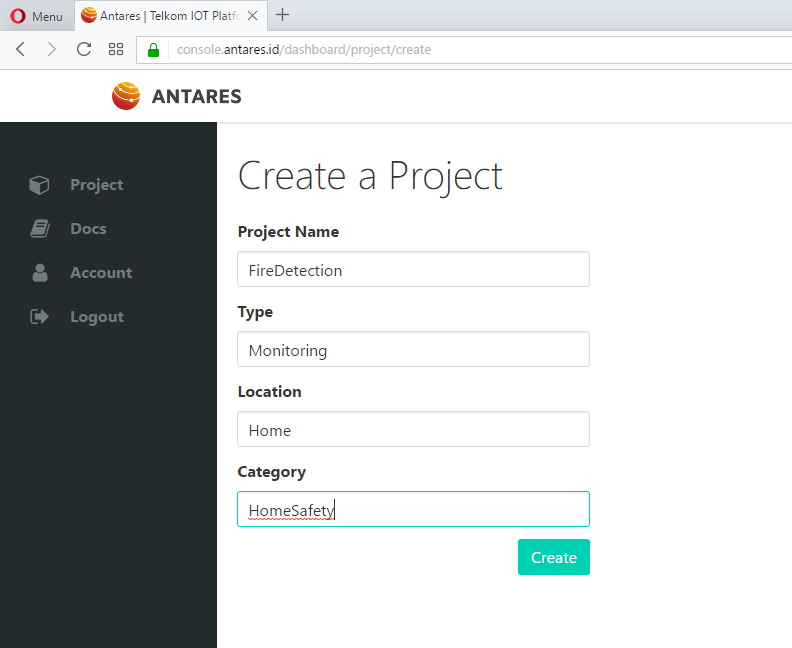 Menu
Antares | Telkom IOT Platfo
console.antares.id/dashboard/project/create
ANTARES
Project
Docs
Account
Logout
Create a Project
Project Name
FireDetection
Type
Monitoring
Location
Home
Category
HomeSafety
Create